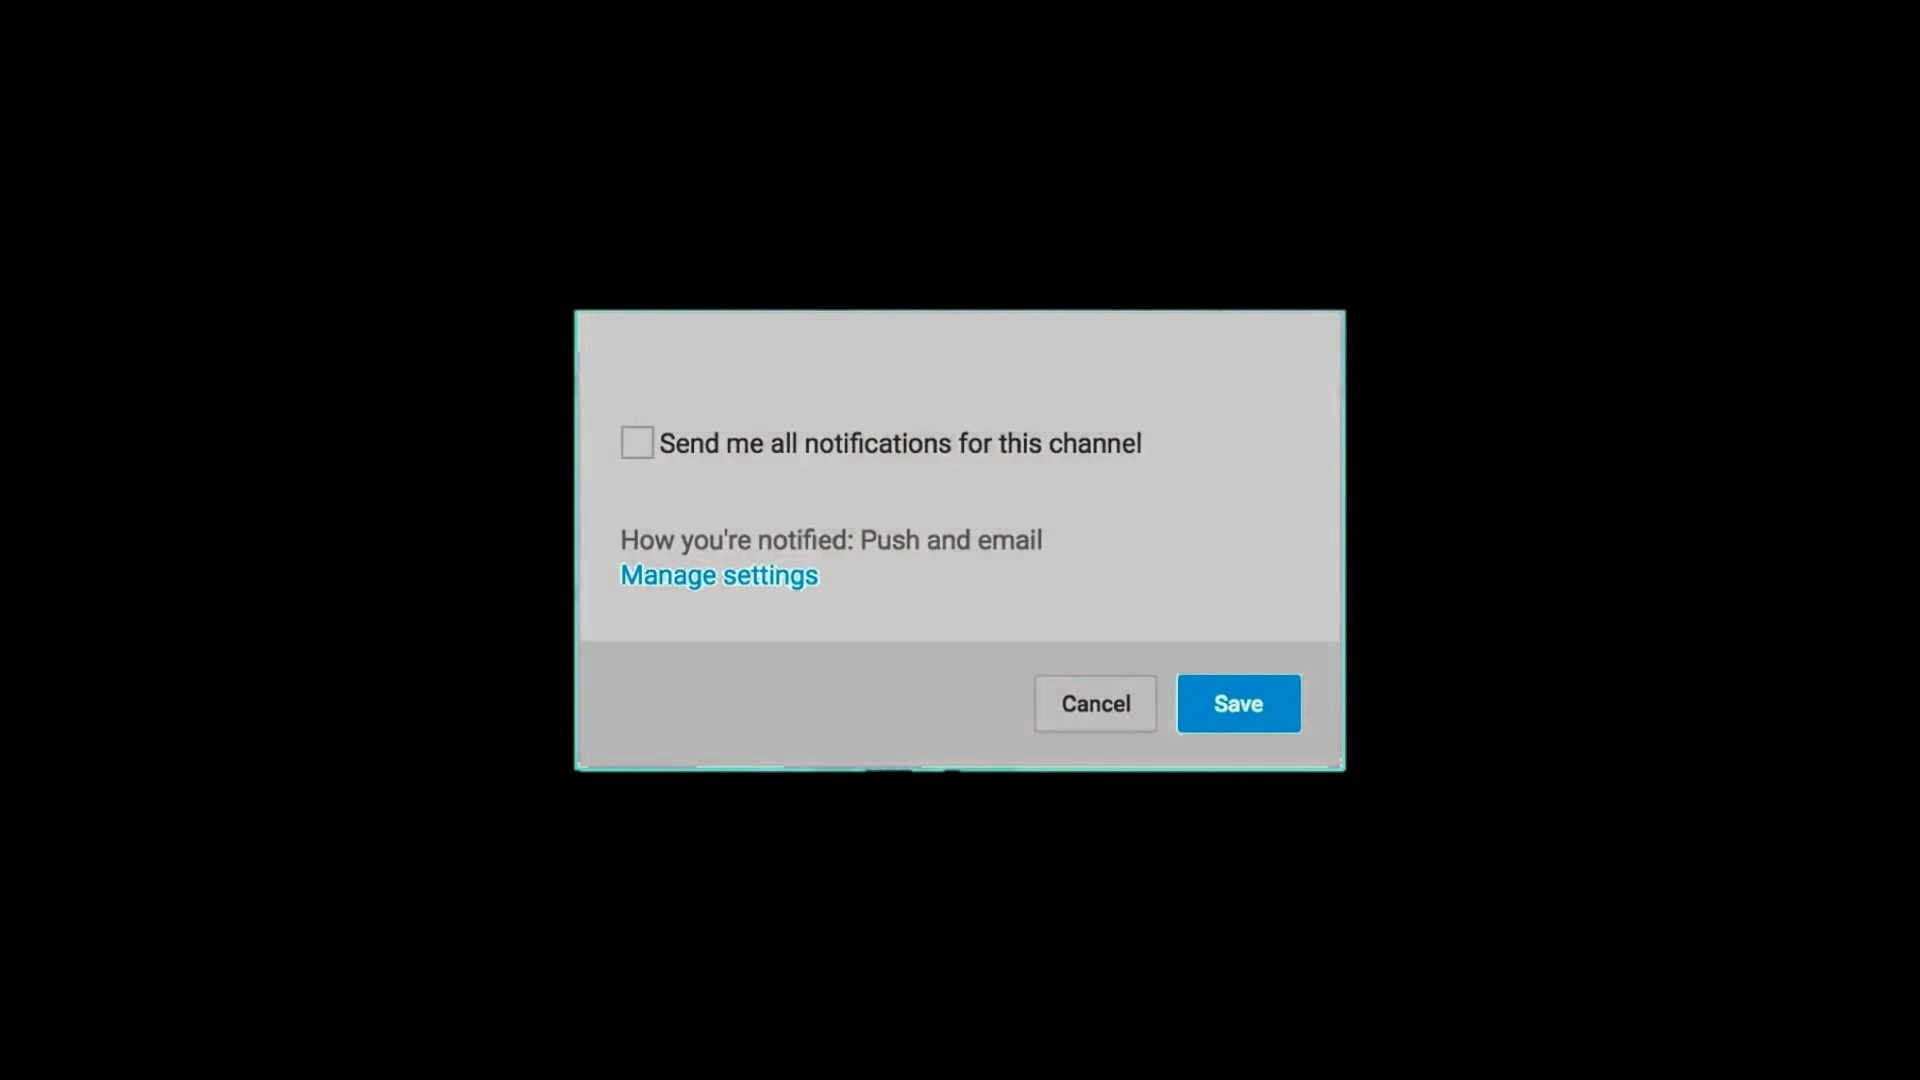 Send me all notifications for this channel
How you're notified: Push and email
Manage settings
Cancel
Save